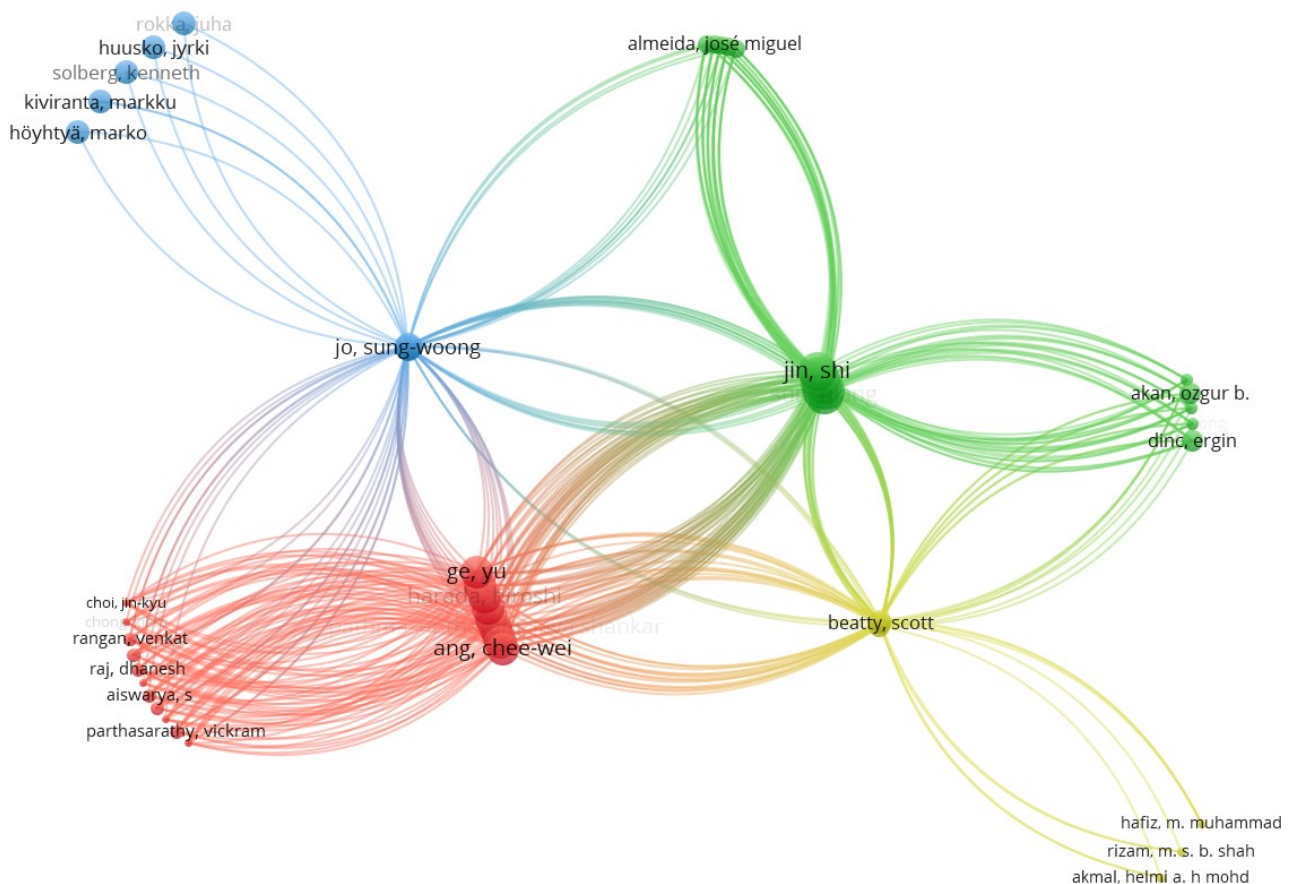 rokka, juha
almeida, josé miguel
huusko, jyrki
solberg, kenneth
kiviranta, markku
höyhtyä, marko
jo, sung-woong
jin, shi
akan, ozgur b.
dinc, ergin
ge, yu
harada, hiroshi
choi, jin-kyu
beatty, scott
rangan, venkat
ang, chee-wei
raj, dhanesh
aiswarya, s
parthasarathy, vickram
hafiz, m. muhammad
rizam, m. s. b. shah
akmal, helmi a. h mohd